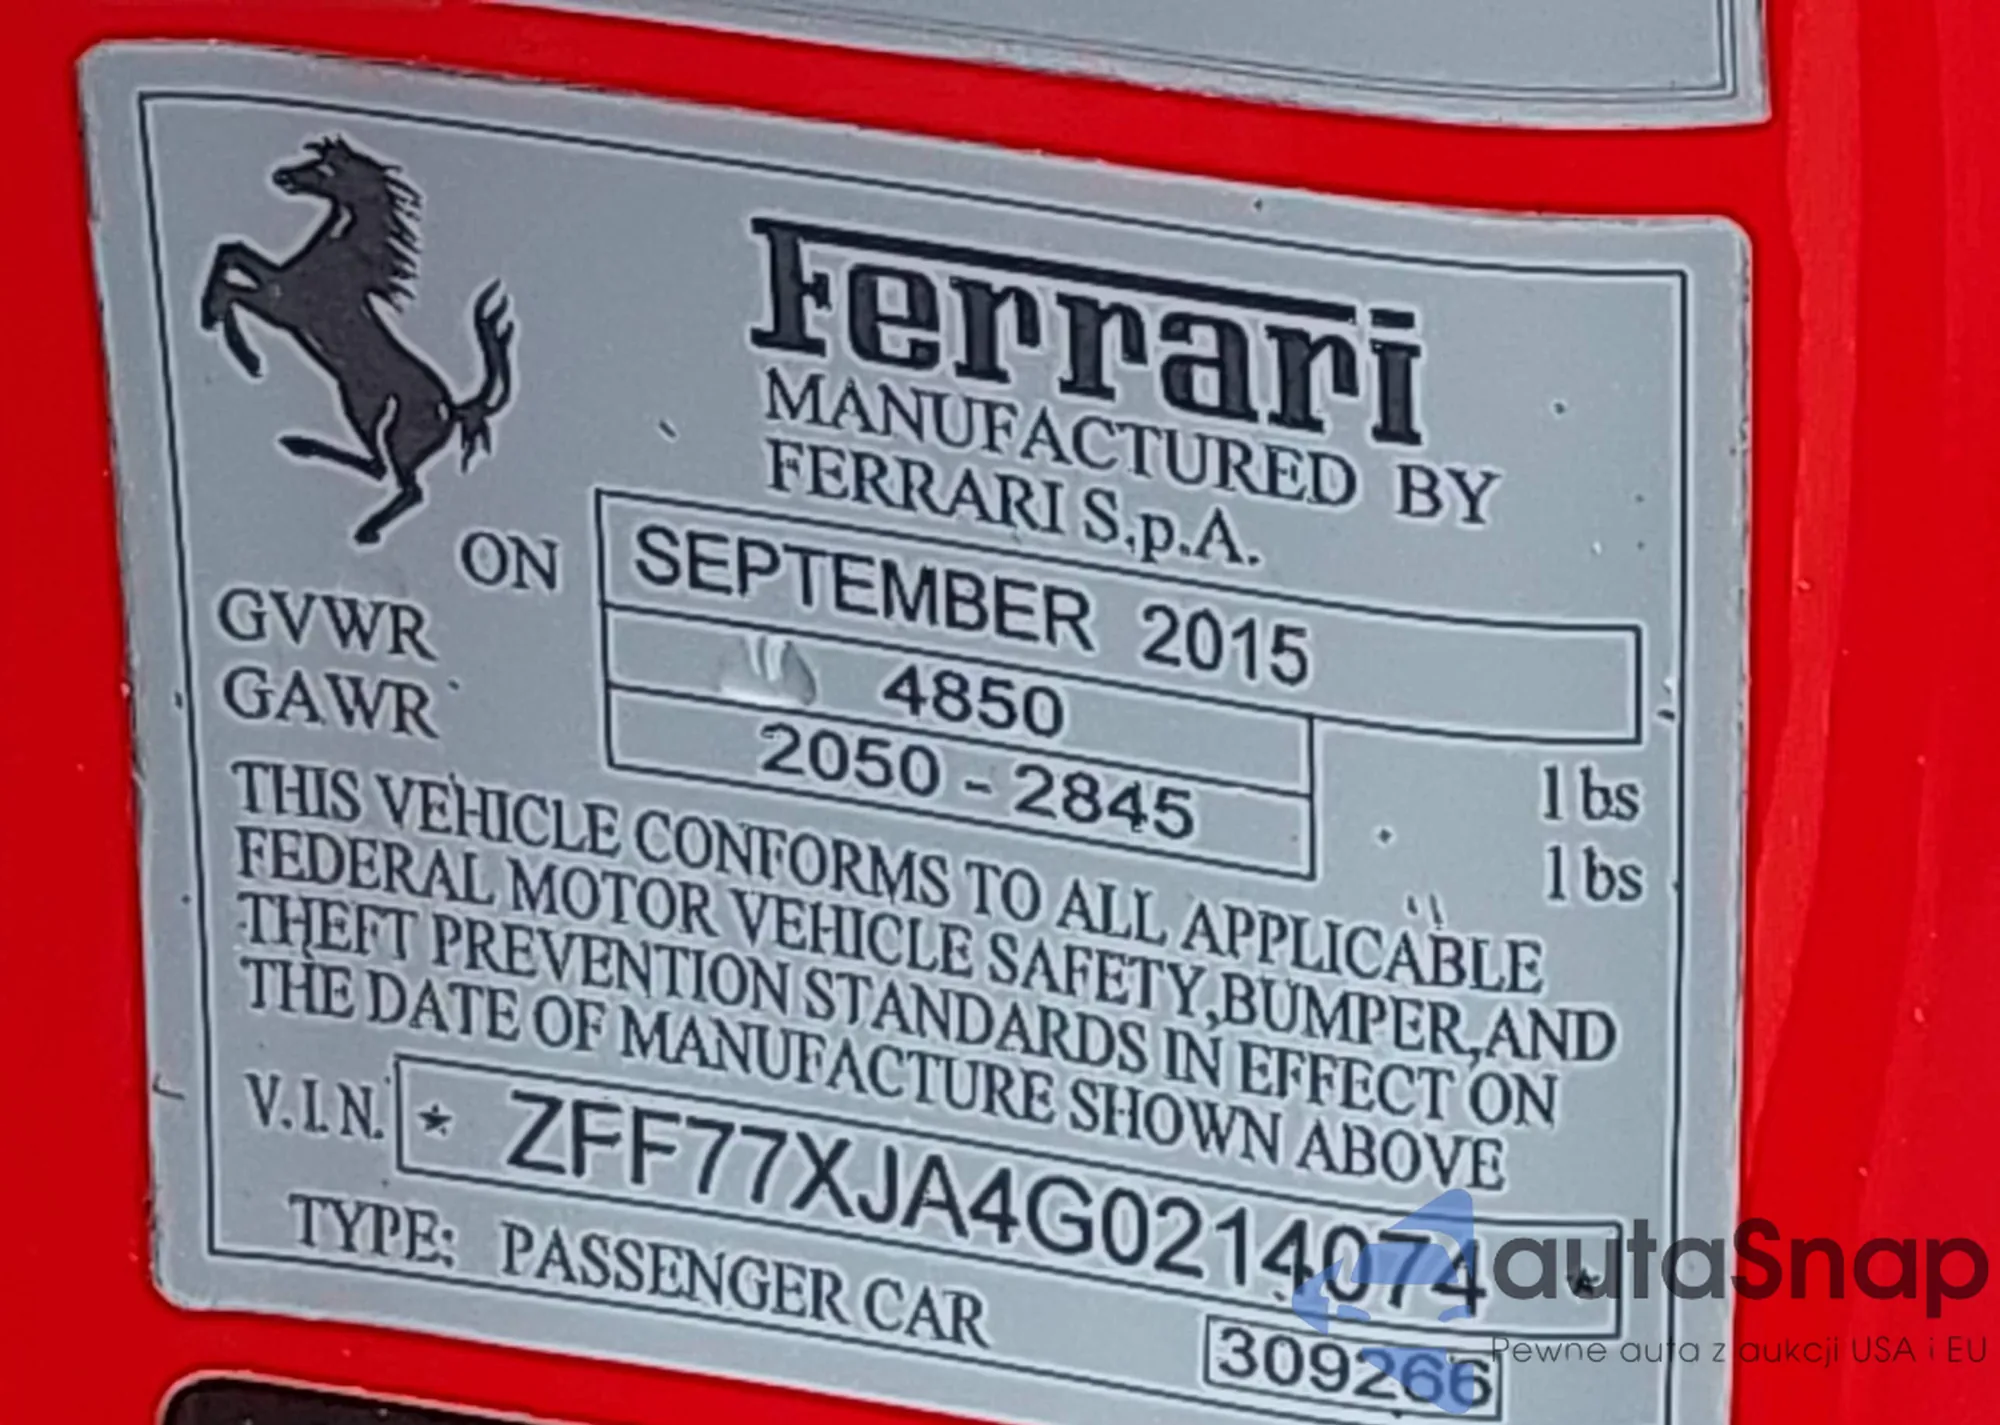 Ferrari
MANUFACTURED BY
FERRARI S.p.A.
ON SEPTEMBER 2015
GVWR 4850 lbs
GAWR 2050 - 2845 lbs
THIS VEHICLE CONFORMS TO ALL APPLICABLE
FEDERAL MOTOR VEHICLE SAFETY,BUMPER,AND
THEFT PREVENTION STANDARDS IN EFFECT ON
THE DATE OF MANUFACTURE SHOWN ABOVE
V.I.N. * ZFF77XJA4G0214074 *
TYPE: PASSENGER CAR
309266
autaSnap
Pewne auta z aukcji USA i EU